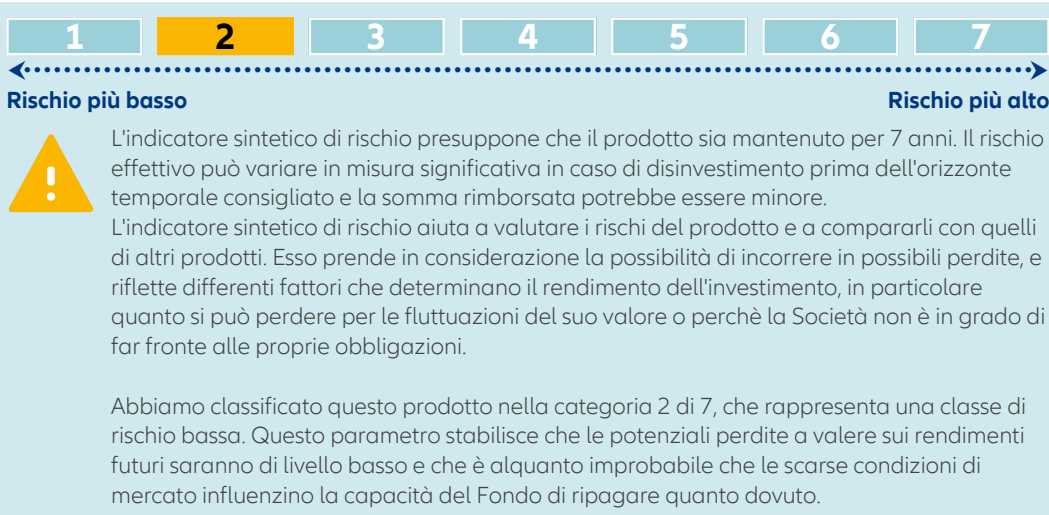 1 2 3 4 5 6 7
Rischio più basso Rischio più alto
L'indicatore sintetico di rischio presuppone che il prodotto sia mantenuto per 7 anni. Il rischio
effettivo può variare in misura significativa in caso di disinvestimento prima dell'orizzonte
temporale consigliato e la somma rimborsata potrebbe essere minore.
L'indicatore sintetico di rischio aiuta a valutare i rischi del prodotto e a compararli con quelli
di altri prodotti. Esso prende in considerazione la possibilità di incorrere in possibili perdite, e
riflette differenti fattori che determinano il rendimento dell'investimento, in particolare
quanto si può perdere per le fluttuazioni del suo valore o perchè la Società non è in grado di
far fronte alle proprie obbligazioni.
Abbiamo classificato questo prodotto nella categoria 2 di 7, che rappresenta una classe di
rischio bassa. Questo parametro stabilisce che le potenziali perdite a valere sui rendimenti
futuri saranno di livello basso e che è alquanto improbabile che le scarse condizioni di
mercato influenzino la capacità del Fondo di ripagare quanto dovuto.